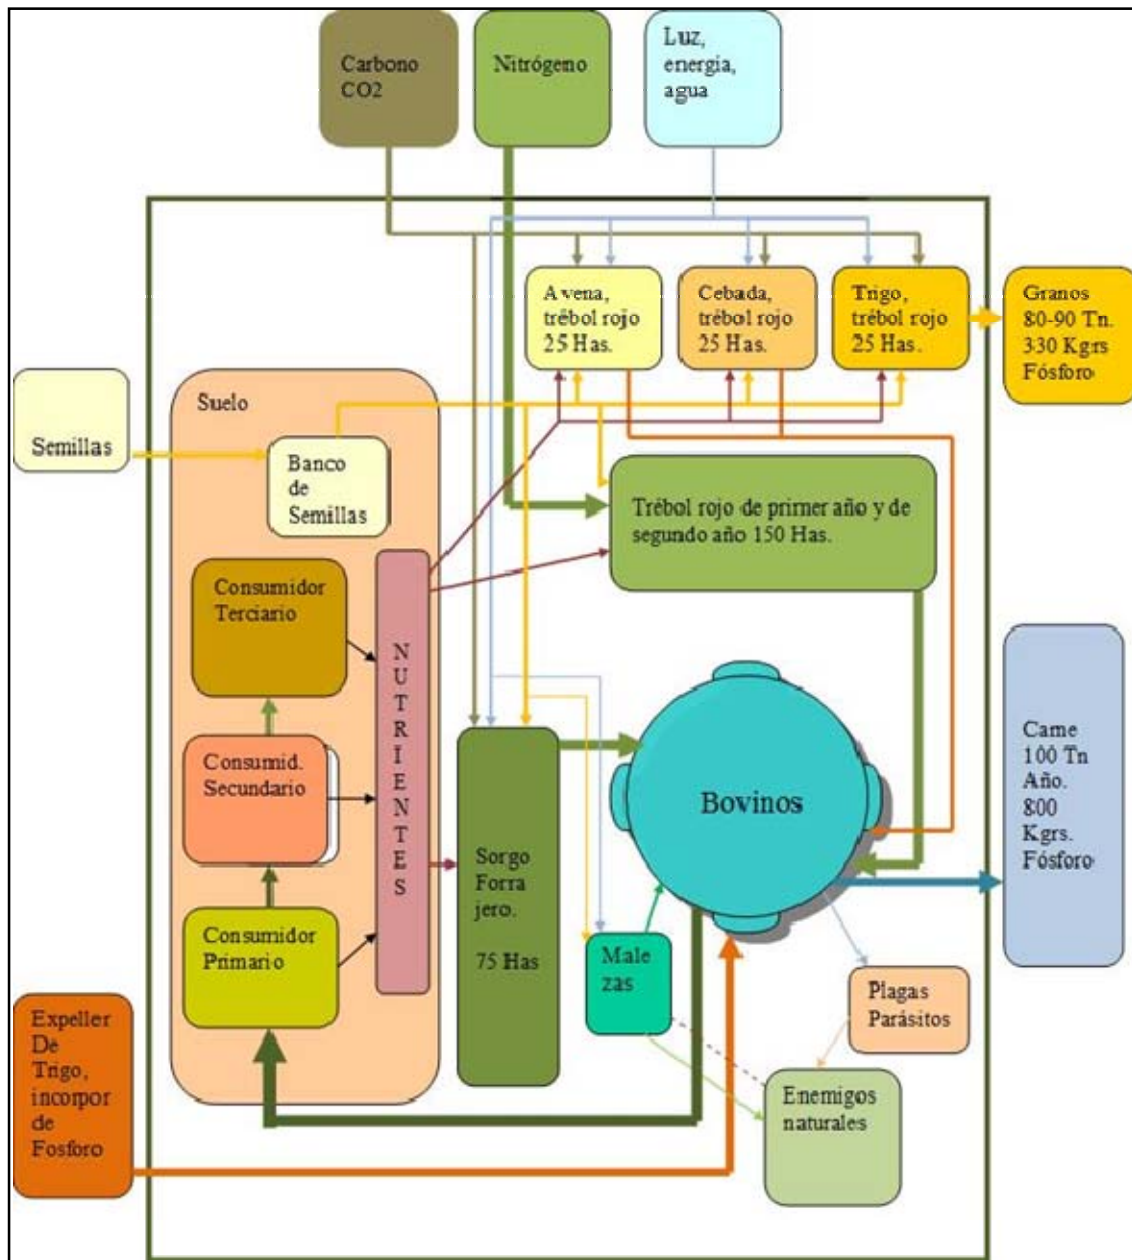 Carbono
CO2
Nitrógeno
Luz,
energía,
agua
Avena,
trébol rojo
25 Has.
Cebada,
trébol rojo
25 Has.
Trigo,
trébol rojo
25 Has.
Granos
80-90 Tn.
330 Kgrs
Fósforo
Semillas
Suelo
Banco
de
Semillas
Trébol rojo de primer año y de
segundo año 150 Has.
Consumidor
Terciario
NUTRIENTES
Consumid.
Secundario
Consumidor
Primario
Sorgo
Forra
jero.
75 Has
Bovinos
Carne
100 Tn
Año.
800
Kgrs.
Fósforo
Male
zas
Plagas
Parásitos
Enemigos
naturales
Expeller
De
Trigo,
incorpor
de
Fosforo